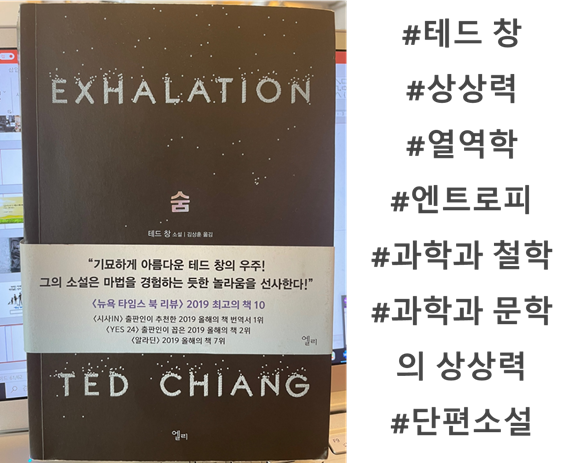 EXHALATION
숨
테드 창 소설 | 김상훈 옮김
“기묘하게 아름다운 테드 창의 우주!
그의 소설은 마법을 경험하는 듯한 놀라움을 선사한다!”
〈뉴욕 타임스 북 리뷰〉 2019 최고의 책 10
〈시사IN〉 출판인이 추천한 2019 올해의 책 번역서 1위
〈YES 24〉 출판인이 꼽은 2019 올해의 책 2위
〈알라딘〉 2019 올해의 책 7위
엘리
TED CHIANG
엘리
#테드 창
#상상력
#열역학
#엔트로피
#과학과 철학
#과학과 문학
의 상상력
#단편소설